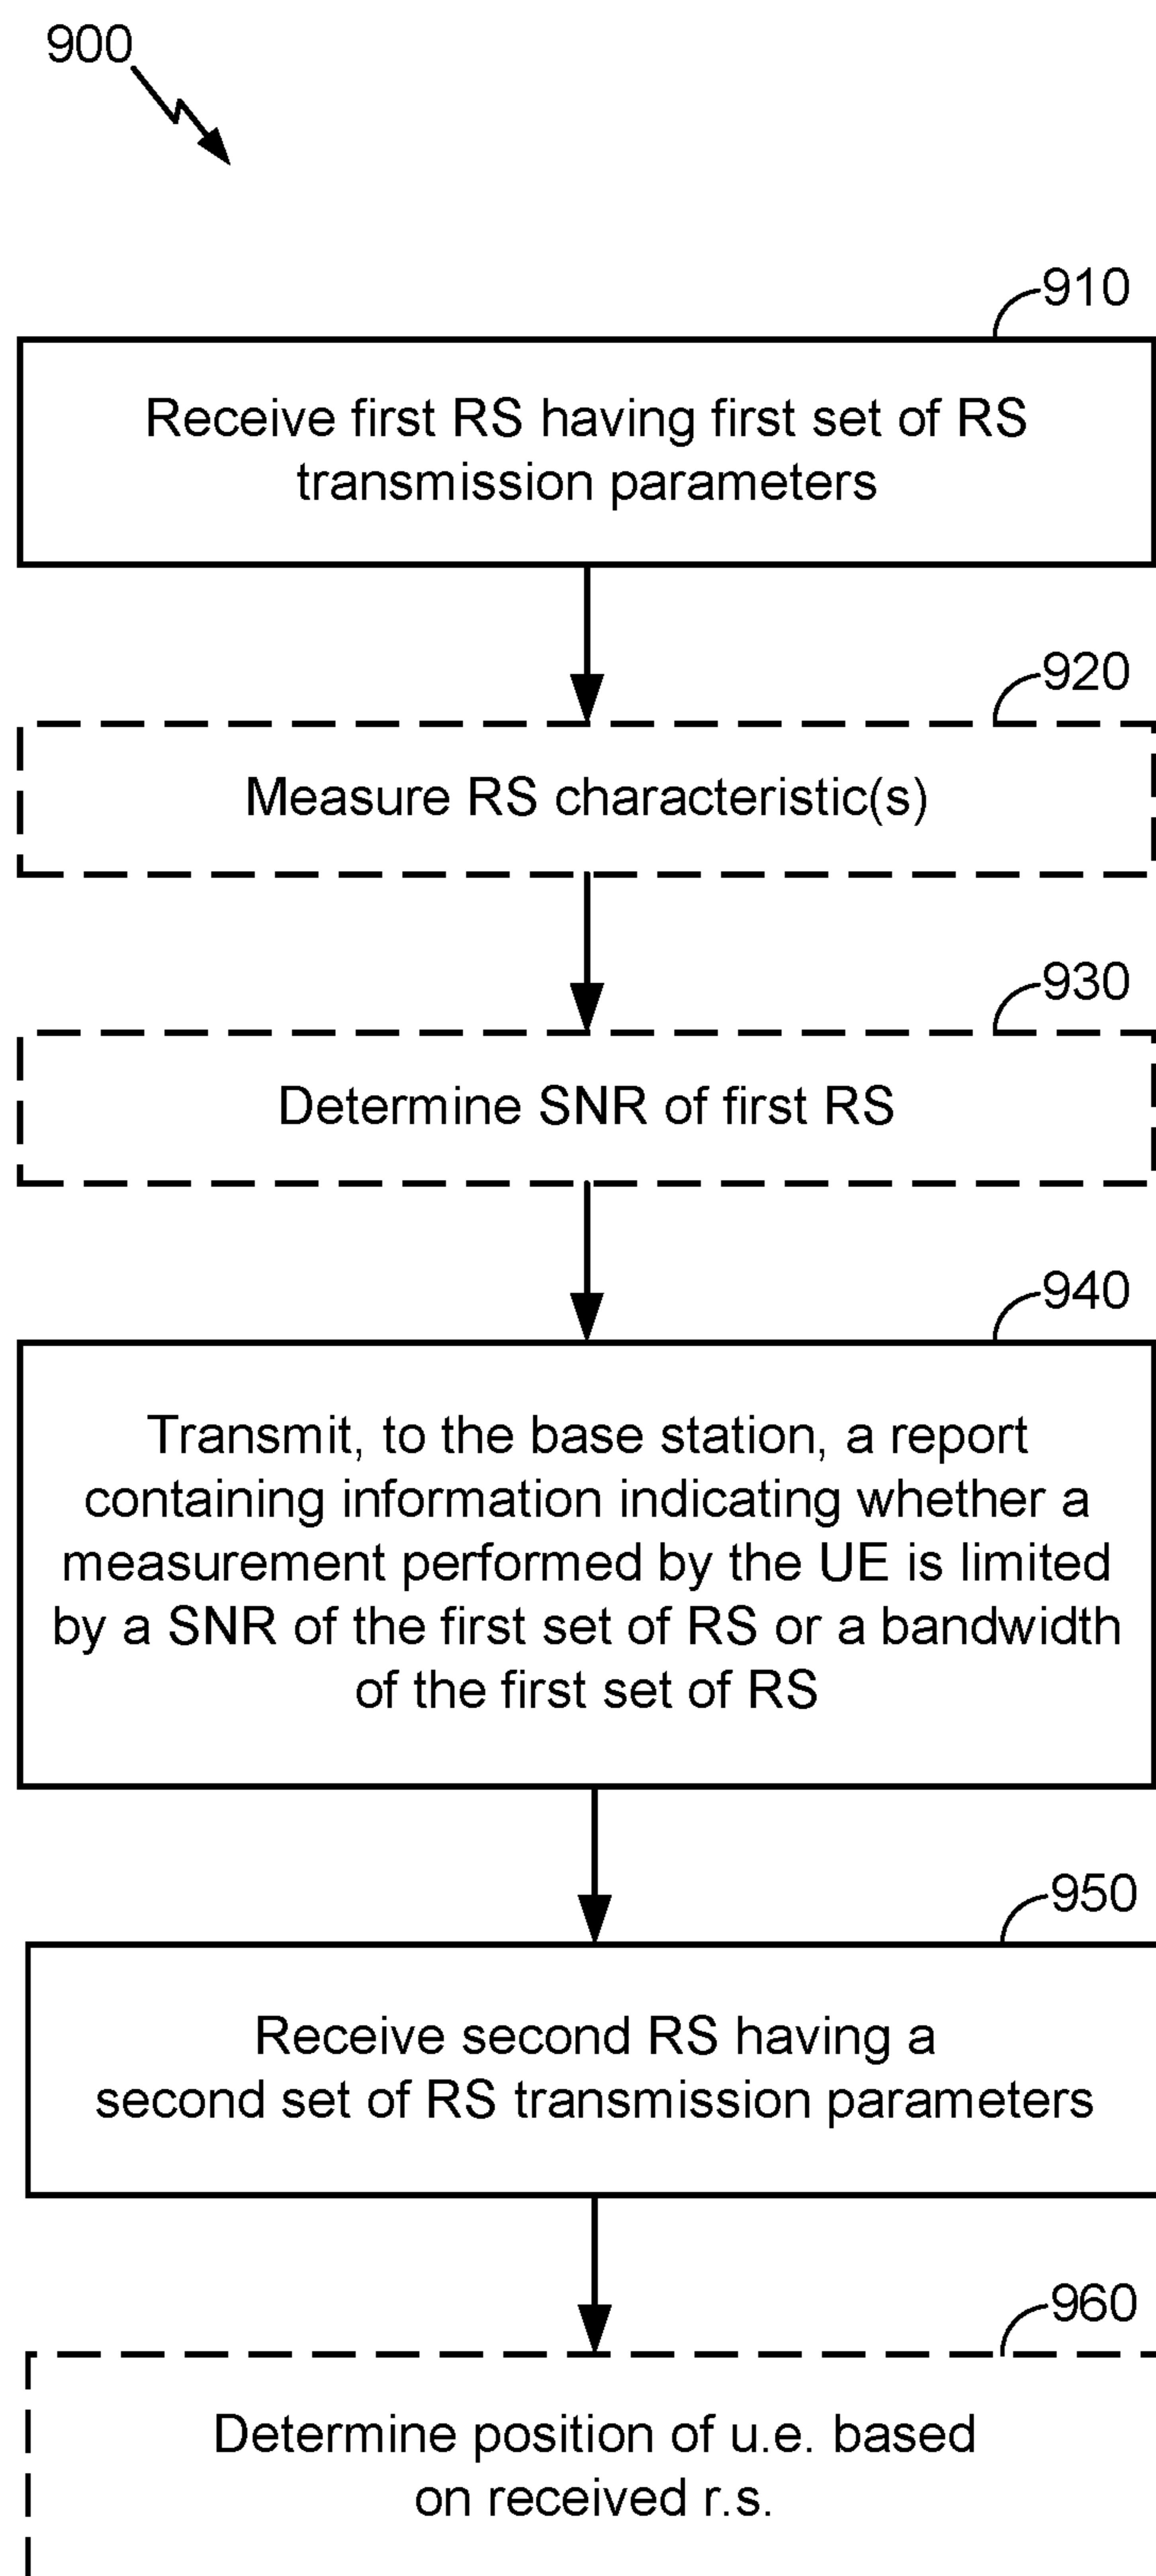 900
910
Receive first RS having first set of RS
transmission parameters
920
Measure RS characteristic(s)
930
Determine SNR of first RS
940
Transmit, to the base station, a report
containing information indicating whether a
measurement performed by the UE is limited
by a SNR of the first set of RS or a bandwidth
of the first set of RS
950
Receive second RS having a
second set of RS transmission parameters
960
Determine position of u.e. based
on received r.s.